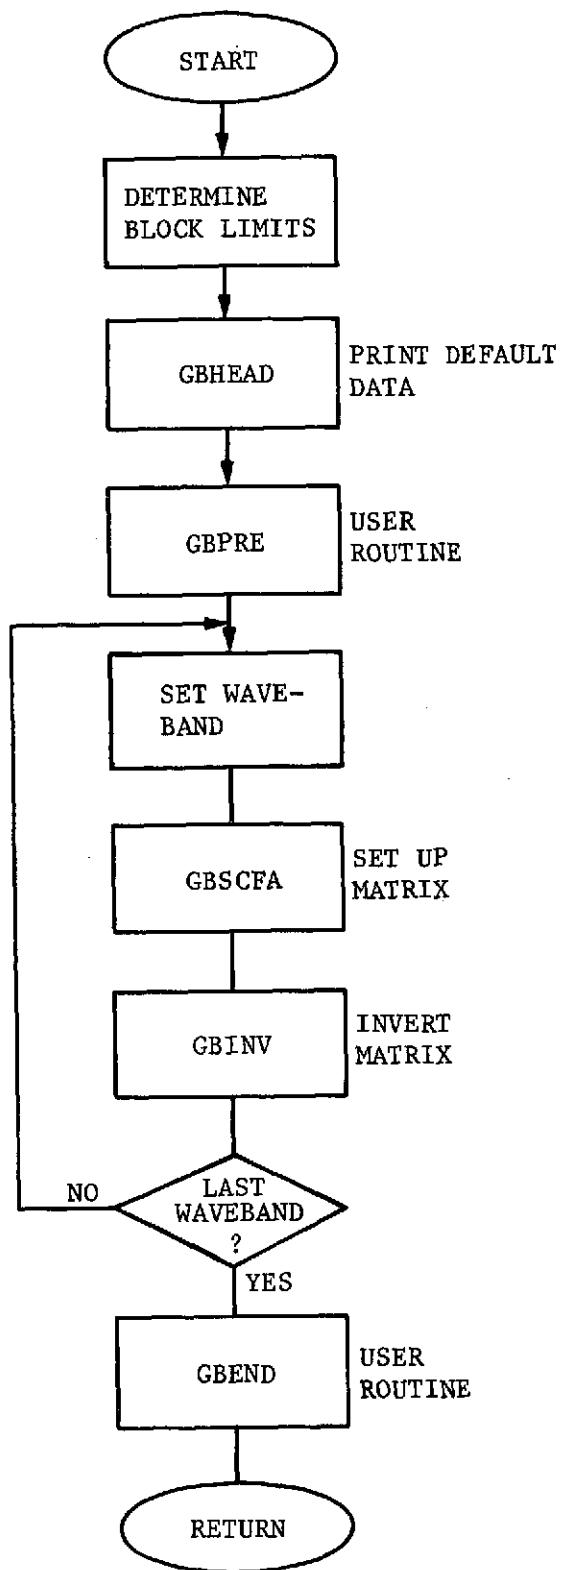 START
DETERMINE
BLOCK LIMITS
GBHEAD
PRINT DEFAULT
DATA
GBPRE
USER
ROUTINE
SET WAVE-
BAND
GBSCFA
SET UP
MATRIX
GBINV
INVERT
MATRIX
NO
LAST
WAVEBAND
?
YES
GBEND
USER
ROUTINE
RETURN